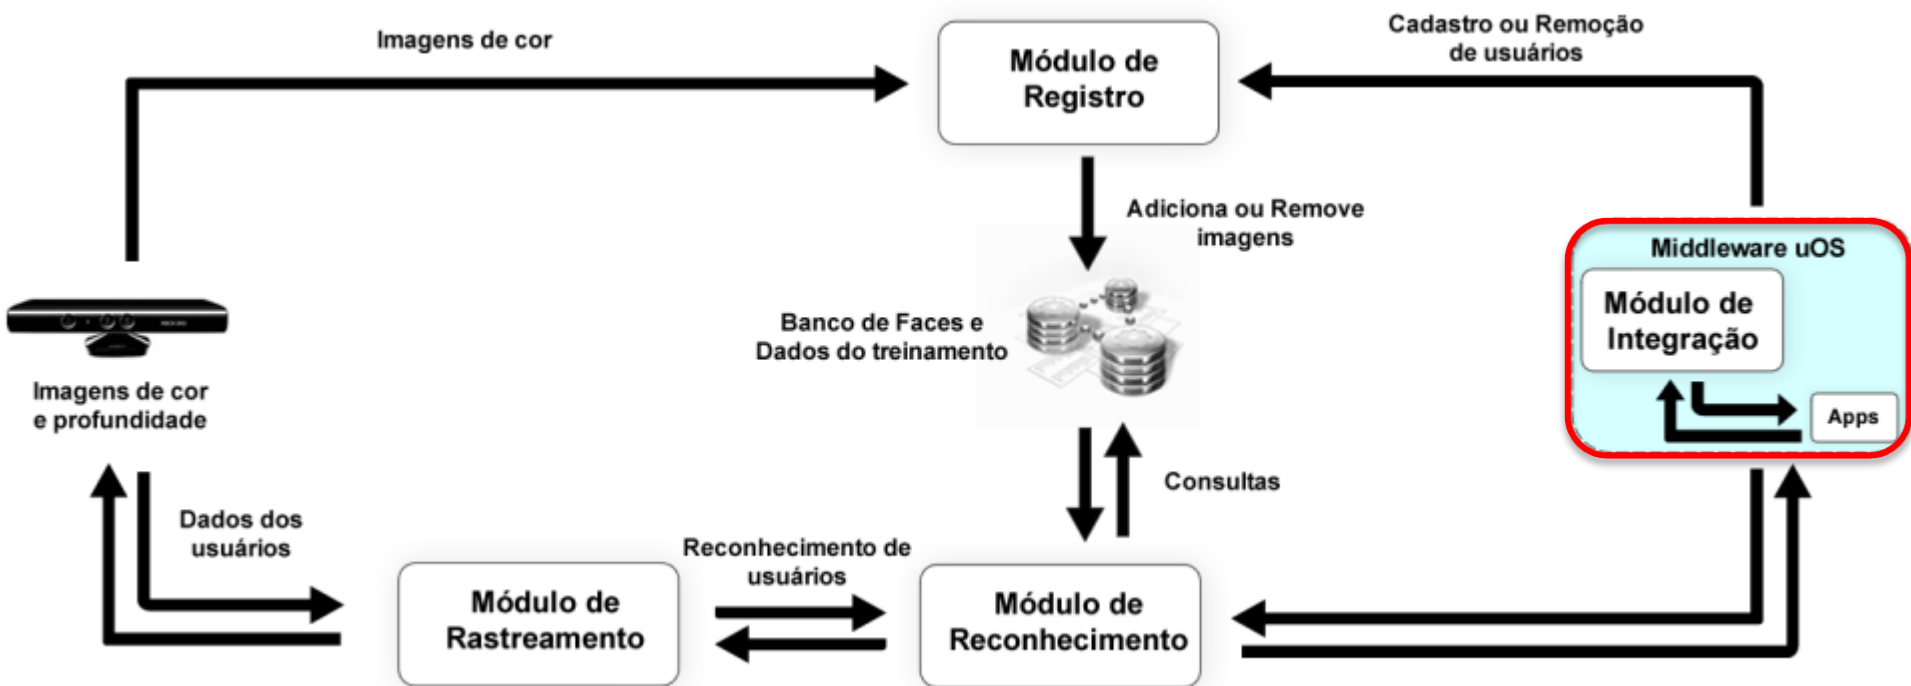 Imagens de cor
Módulo de
Registro
Cadastro ou Remoção
de usuários
Adiciona ou Remove
imagens
Middleware uOS
Módulo de
Integração
Apps
Banco de Faces e
Dados do treinamento
Imagens de cor
e profundidade
Consultas
Dados dos
usuários
Reconhecimento de
usuários
Módulo de
Rastreamento
Módulo de
Reconhecimento